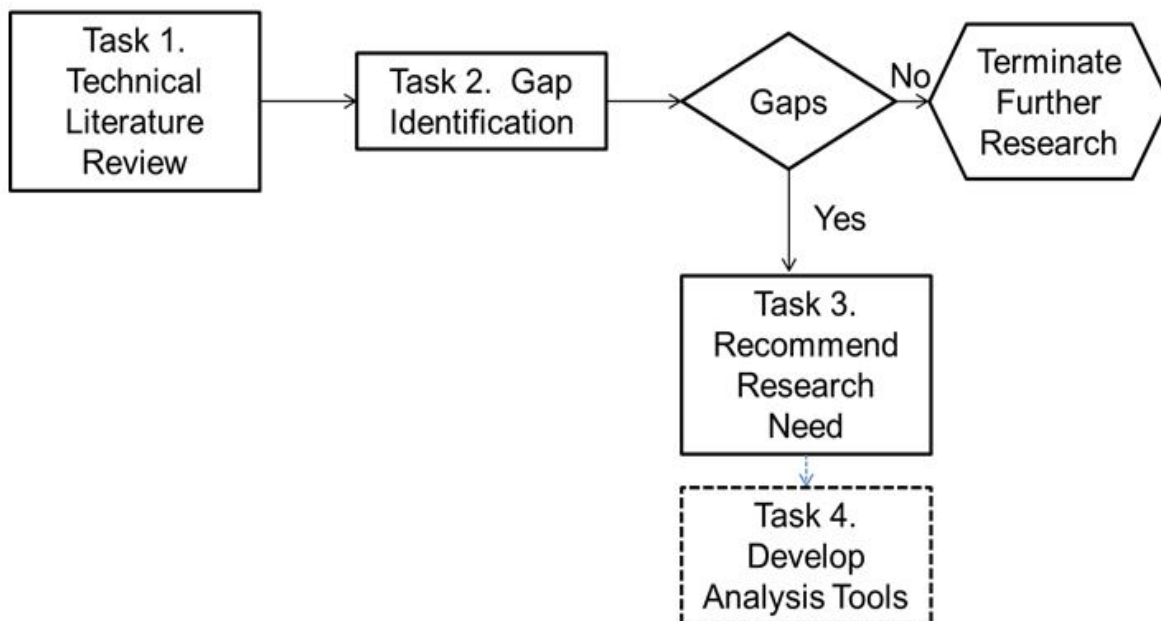 Task 1.
Technical
Literature
Review
Task 2.  Gap
Identification
Gaps
No
Terminate
Further
Research
Yes
Task 3.
Recommend
Research
Need
Task 4.
Develop
Analysis Tools